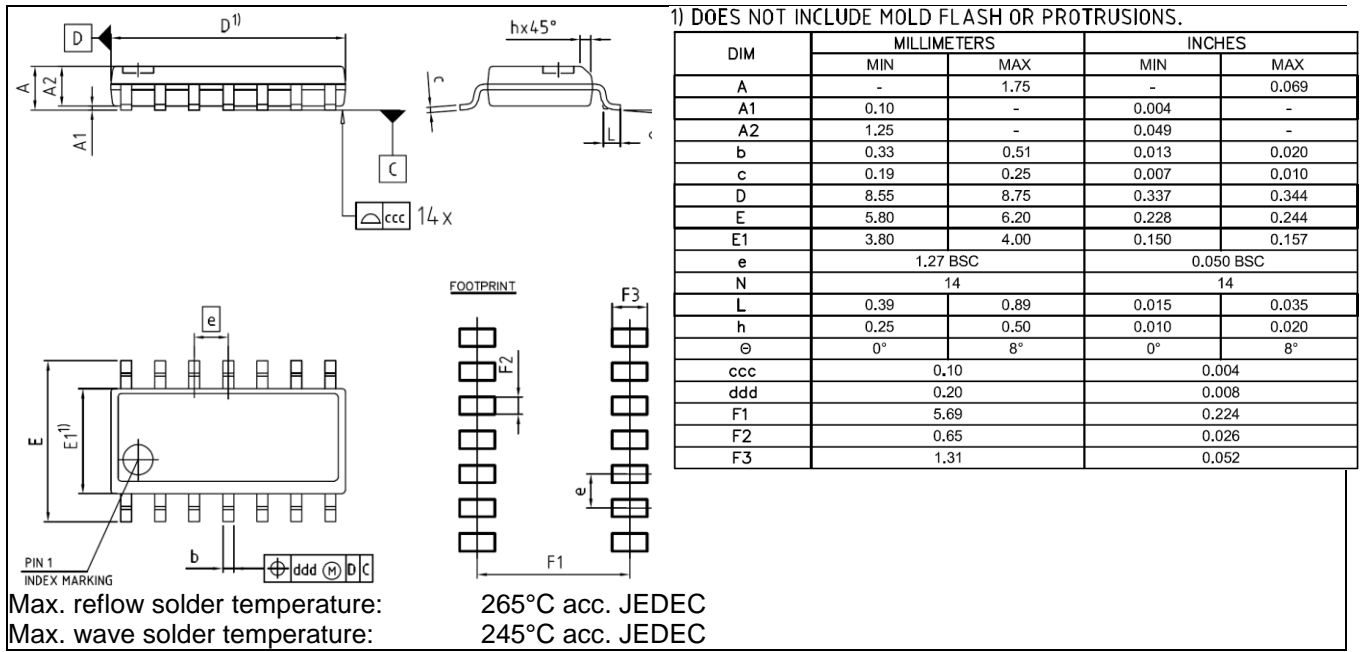 1) DOES NOT INCLUDE MOLD FLASH OR PROTRUSIONS.
D
D1)
hx45°
A
A2
A1
C
ccc 14x
L
DIM MILLIMETERS INCHES
MIN MAX MIN MAX
A - 1.75 - 0.069
A1 0.10 - 0.004 -
A2 1.25 - 0.049 -
b 0.33 0.51 0.013 0.020
c 0.19 0.25 0.007 0.010
D 8.55 8.75 0.337 0.344
E 5.80 6.20 0.228 0.244
E1 3.80 4.00 0.150 0.157
e 1.27 BSC 0.050 BSC
N 14 14
L 0.39 0.89 0.015 0.035
h 0.25 0.50 0.010 0.020
Θ 0° 8° 0° 8°
ccc 0.10 0.004
ddd 0.20 0.008
F1 5.69 0.224
F2 0.65 0.026
F3 1.31 0.052
e
E
E11)
PIN 1
INDEX MARKING
b
ddd M D C
FOOTPRINT
F3
F2
e
F1
Max. reflow solder temperature: 265°C acc. JEDEC
Max. wave solder temperature: 245°C acc. JEDEC